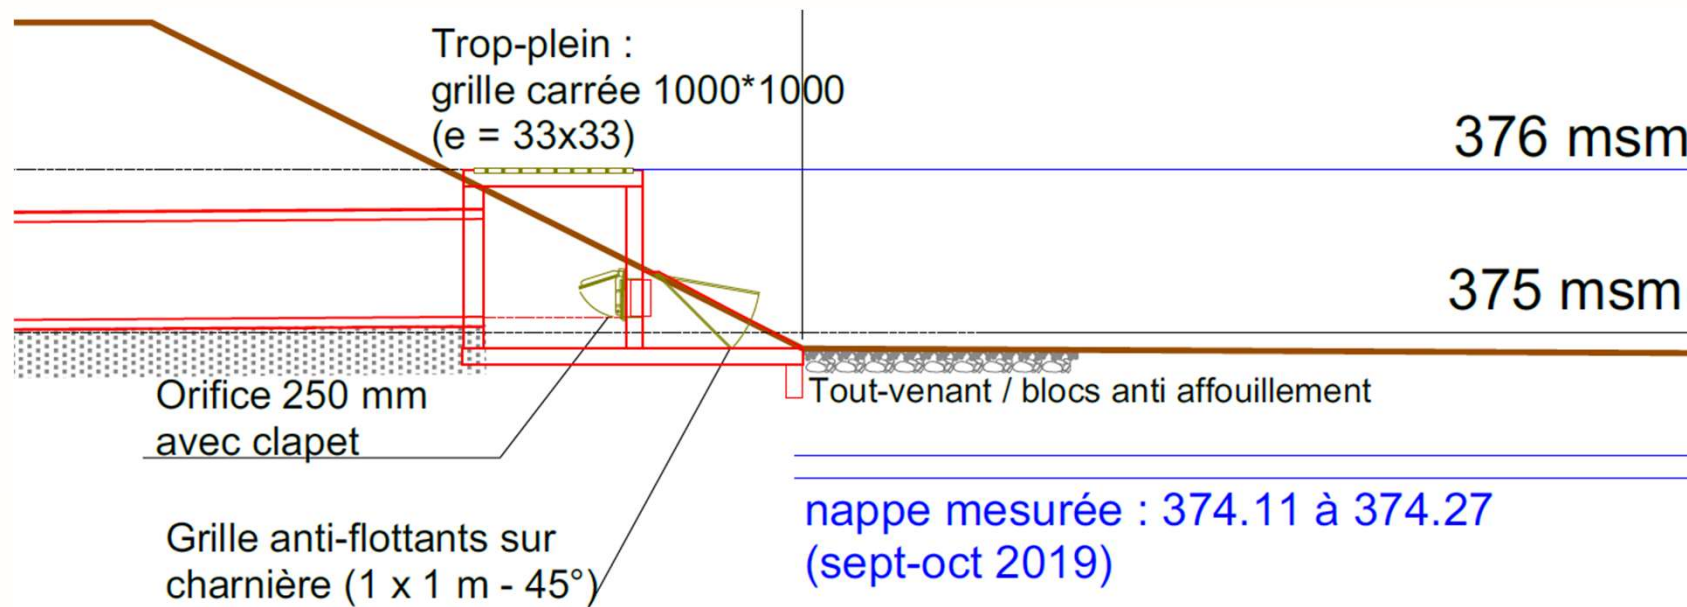 Trop-plein :
grille carrée 1000*1000
(e = 33x33)
376 msm
375 msm
Orifice 250 mm
avec clapet
Tout-venant / blocs anti affouillement
nappe mesurée : 374.11 à 374.27
(sept-oct 2019)
Grille anti-flottants sur
charnière (1 x 1 m - 45°)